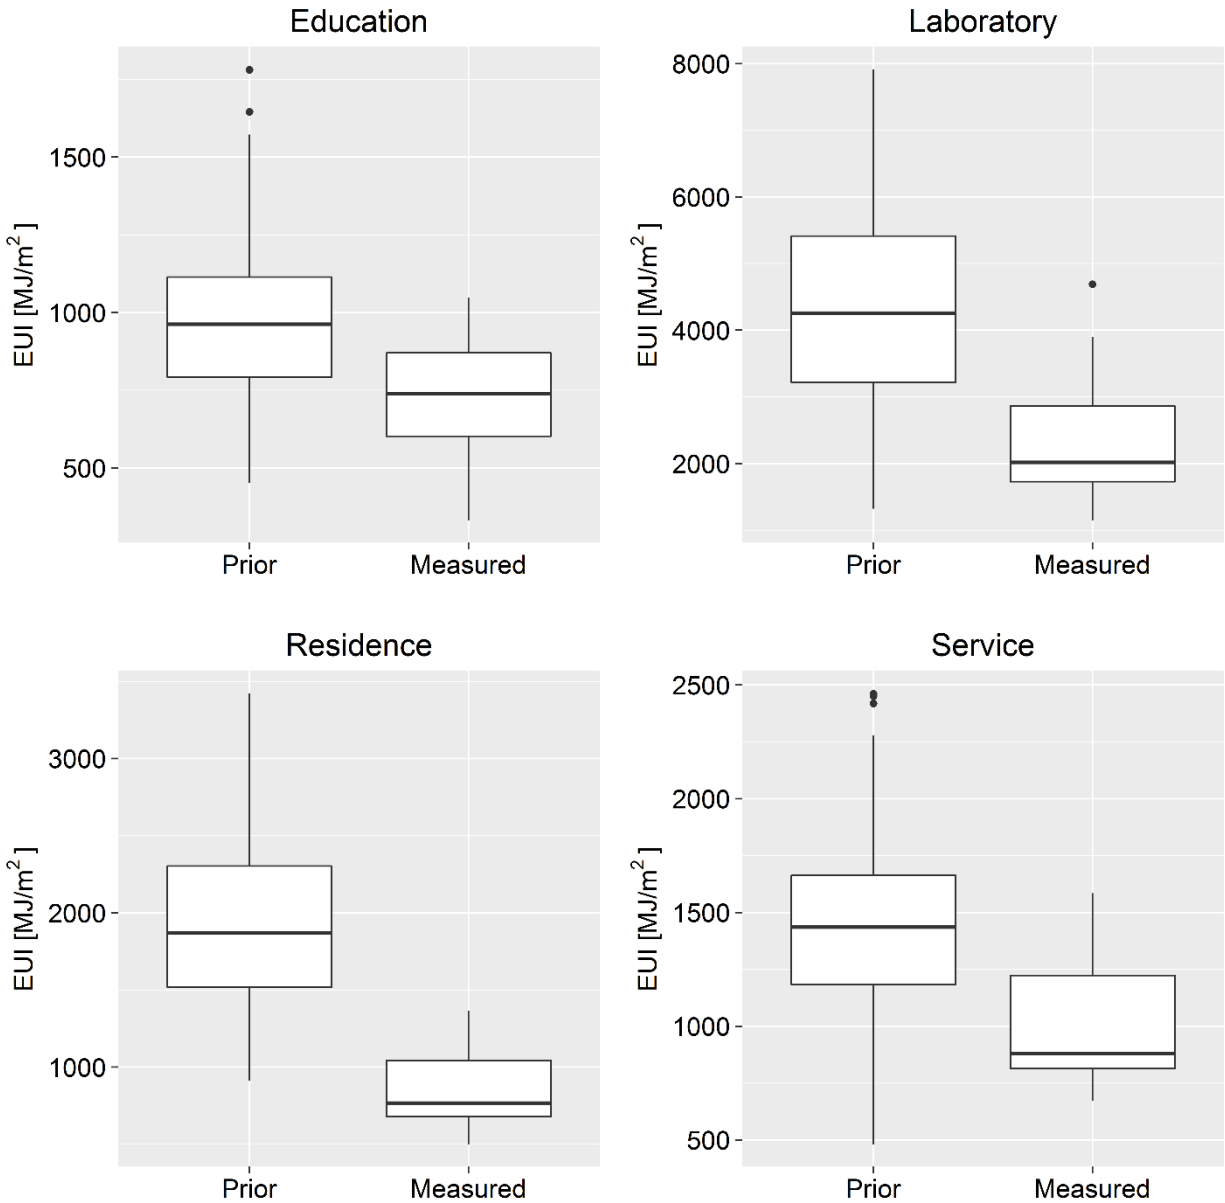 Education
EUI [MJ/m²]
1500
1000
500
Prior Measured
Laboratory
EUI [MJ/m²]
8000
6000
4000
2000
Prior Measured
Residence
EUI [MJ/m²]
3000
2000
1000
Prior Measured
Service
EUI [MJ/m²]
2500
2000
1500
1000
500
Prior Measured